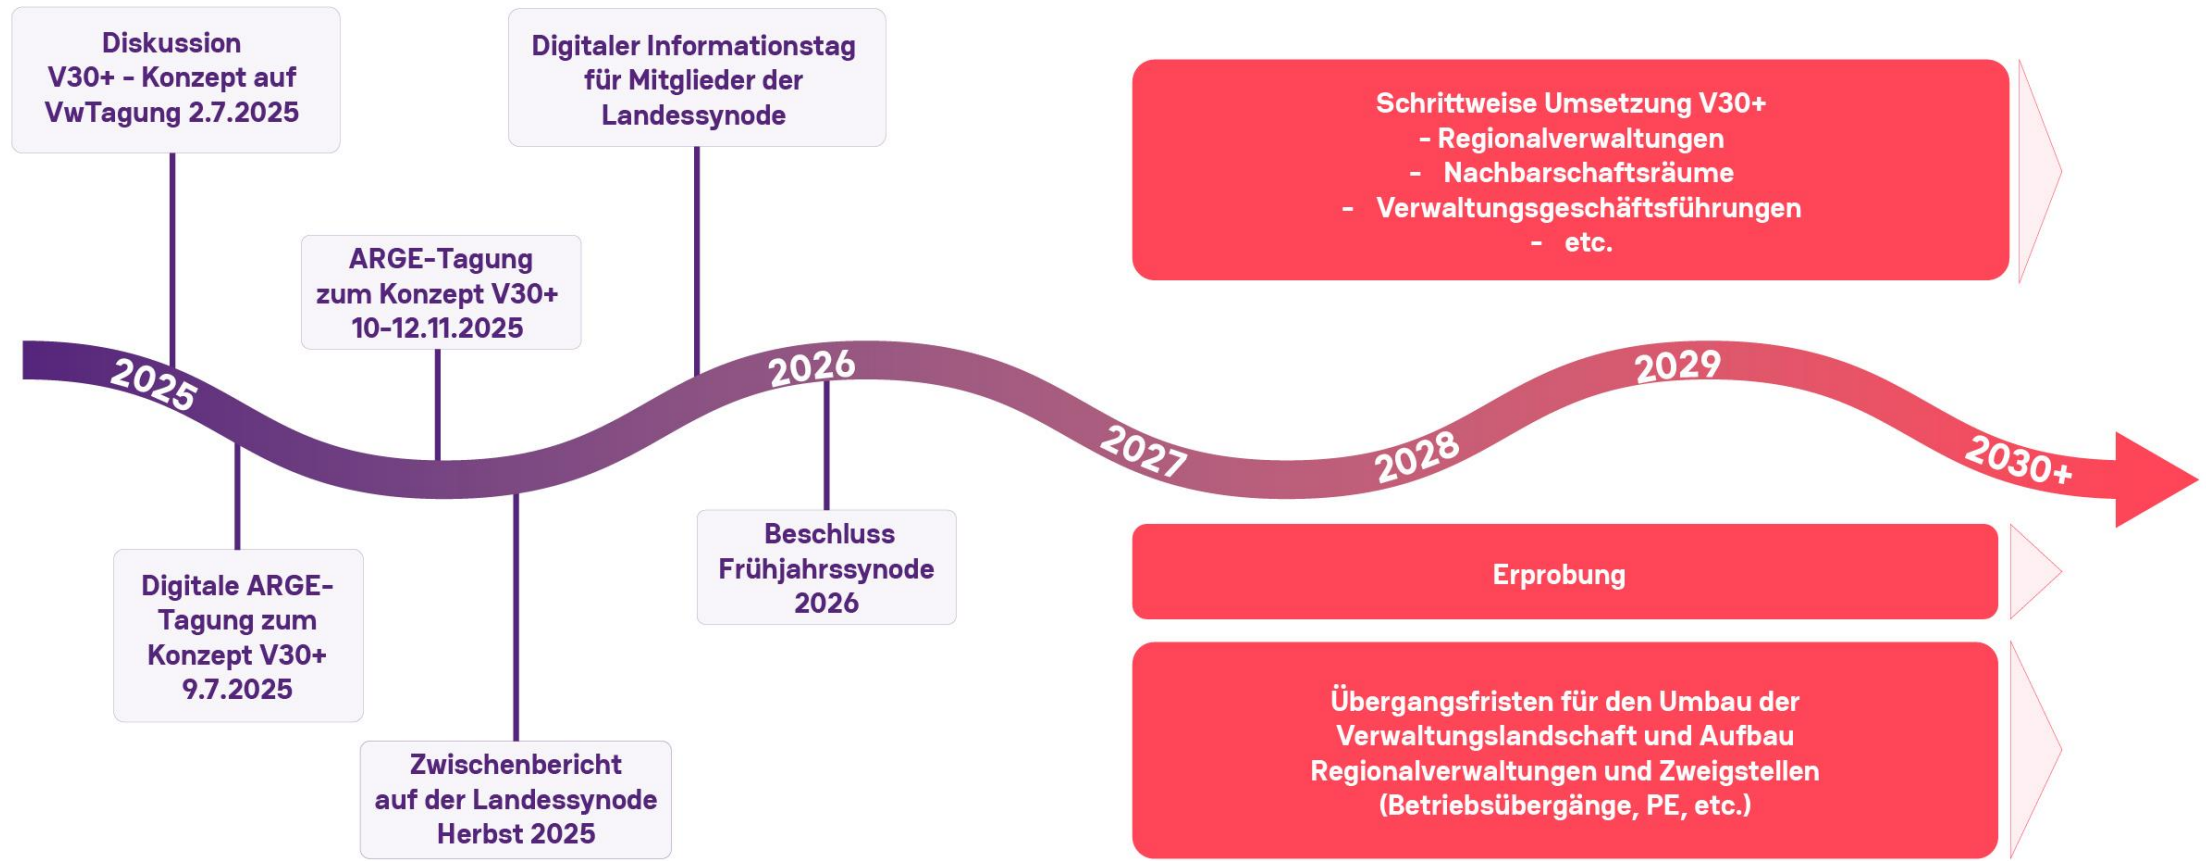 Diskussion
V30+ - Konzept auf
VwTagung 2.7.2025
Digitaler Informationstag
für Mitglieder der
Landessynode
Schrittweise Umsetzung V30+
- Regionalverwaltungen
- Nachbarschaftsräume
- Verwaltungsgeschäftsführungen
- etc.
ARGE-Tagung
zum Konzept V30+
10-12.11.2025
2025
2026
2027
2028
2029
2030+
Digitale ARGE-
Tagung zum
Konzept V30+
9.7.2025
Zwischenbericht
auf der Landessynode
Herbst 2025
Beschluss
Frühjahrssynode
2026
Erprobung
Übergangsfristen für den Umbau der
Verwaltungslandschaft und Aufbau
Regionalverwaltungen und Zweigstellen
(Betriebsübergänge, PE, etc.)